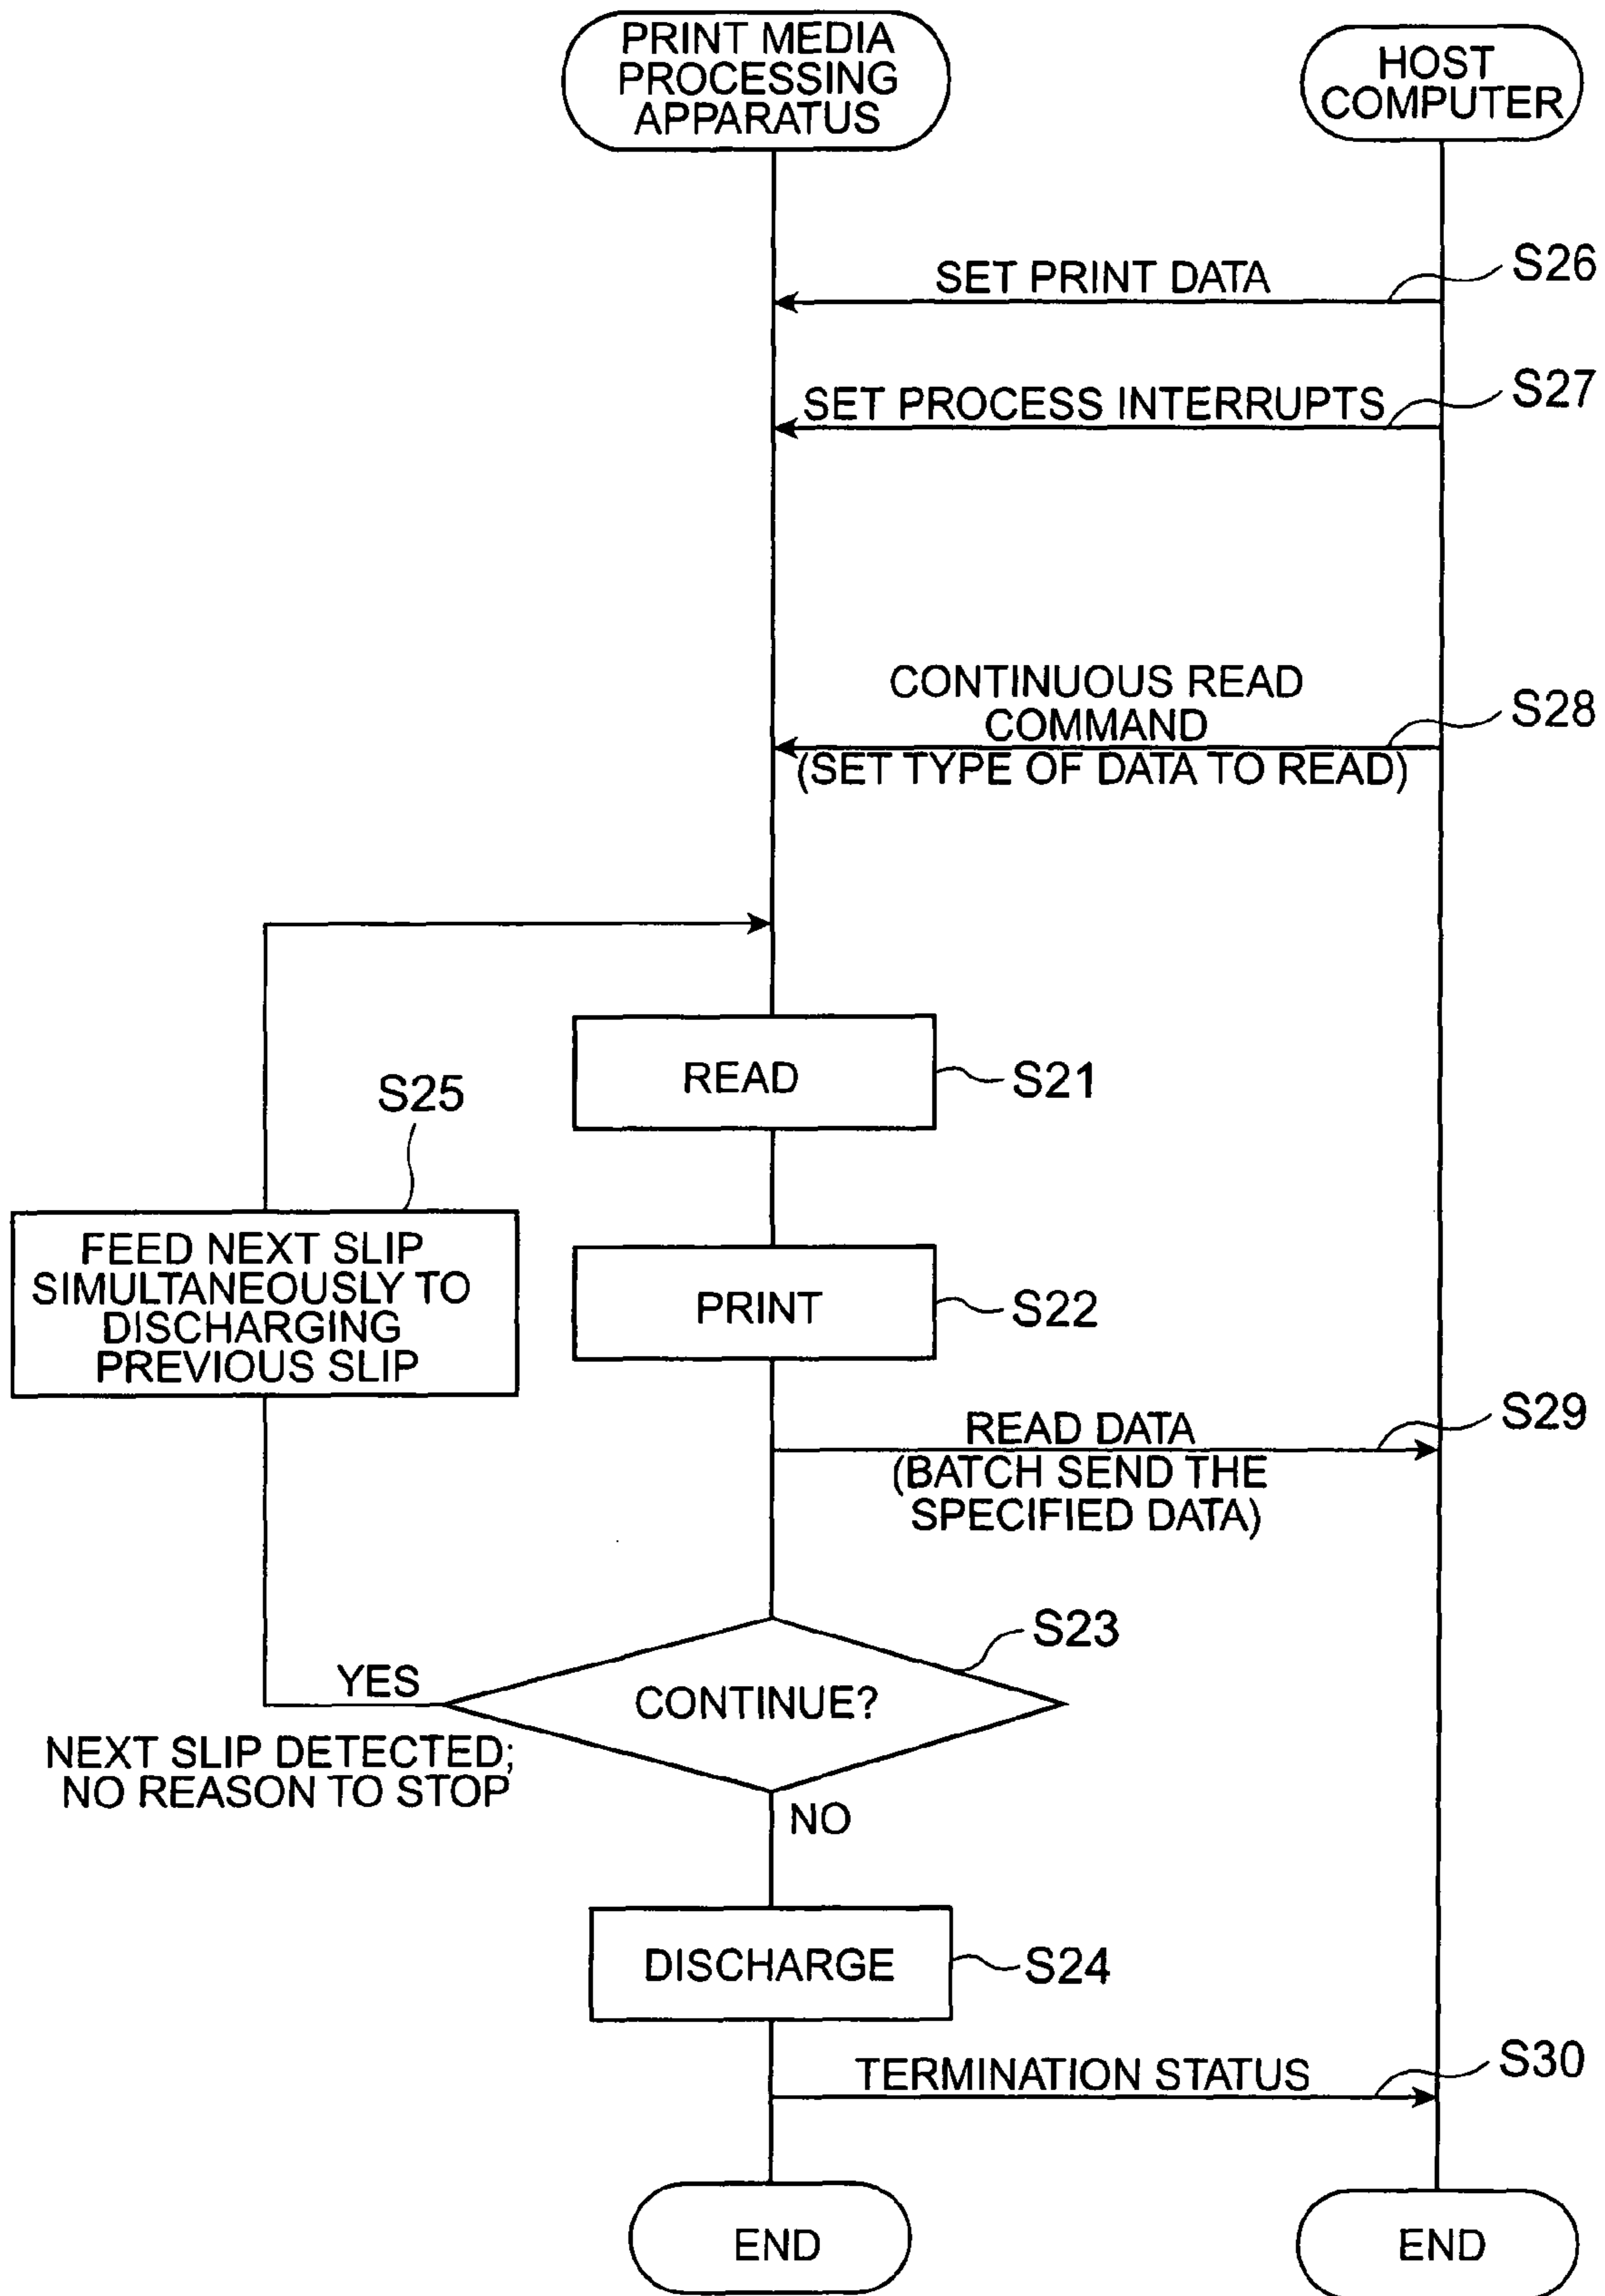 PRINT MEDIA
PROCESSING
APPARATUS
HOST
COMPUTER
SET PRINT DATA
S26
SET PROCESS INTERRUPTS
S27
CONTINUOUS READ
COMMAND
(SET TYPE OF DATA TO READ)
S28
READ
S21
S25
FEED NEXT SLIP
SIMULTANEOUSLY TO
DISCHARGING
PREVIOUS SLIP
PRINT
S22
READ DATA
(BATCH SEND THE
SPECIFIED DATA)
S29
S23
CONTINUE?
YES
NEXT SLIP DETECTED;
NO REASON TO STOP
NO
DISCHARGE
S24
TERMINATION STATUS
S30
END
END